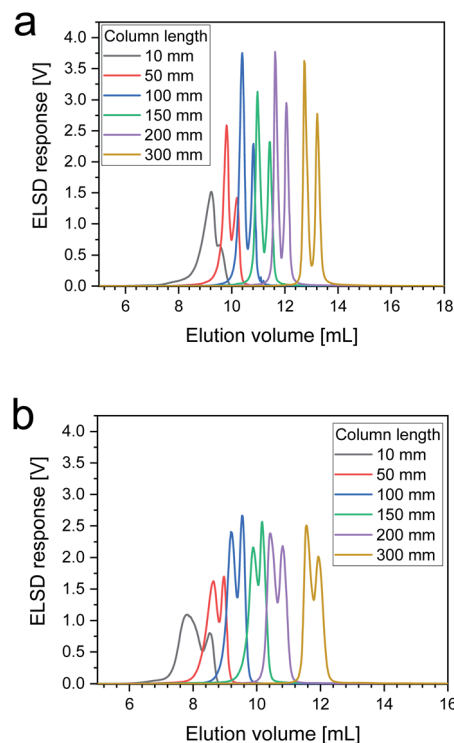 a
ELSD response [V]
4.0
3.5
3.0
2.5
2.0
1.5
1.0
0.5
0.0
Column length
10 mm
50 mm
100 mm
150 mm
200 mm
300 mm
6 8 10 12 14 16 18
Elution volume [mL]
b
ELSD response [V]
4.0
3.5
3.0
2.5
2.0
1.5
1.0
0.5
0.0
Column length
10 mm
50 mm
100 mm
150 mm
200 mm
300 mm
6 8 10 12 14 16
Elution volume [mL]